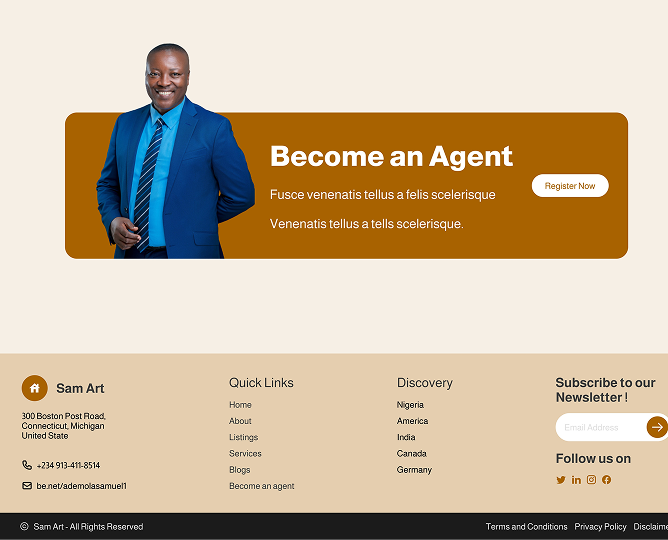 Become an Agent
Fusce venenatis tellus a felis scelerisque
Venenatis tellus a tells scelerisque.
Register Now
Sam Art
300 Boston Post Road,
Connecticut, Michigan
United State
+234 913-411-8514
be.net/ademolasamuel1
Quick Links
Home
About
Listings
Services
Blogs
Become an agent
Discovery
Nigeria
America
India
Canada
Germany
Subscribe to our
Newsletter !
Email Address
Follow us on
© Sam Art - All Rights Reserved
Terms and Conditions Privacy Policy Disclaime